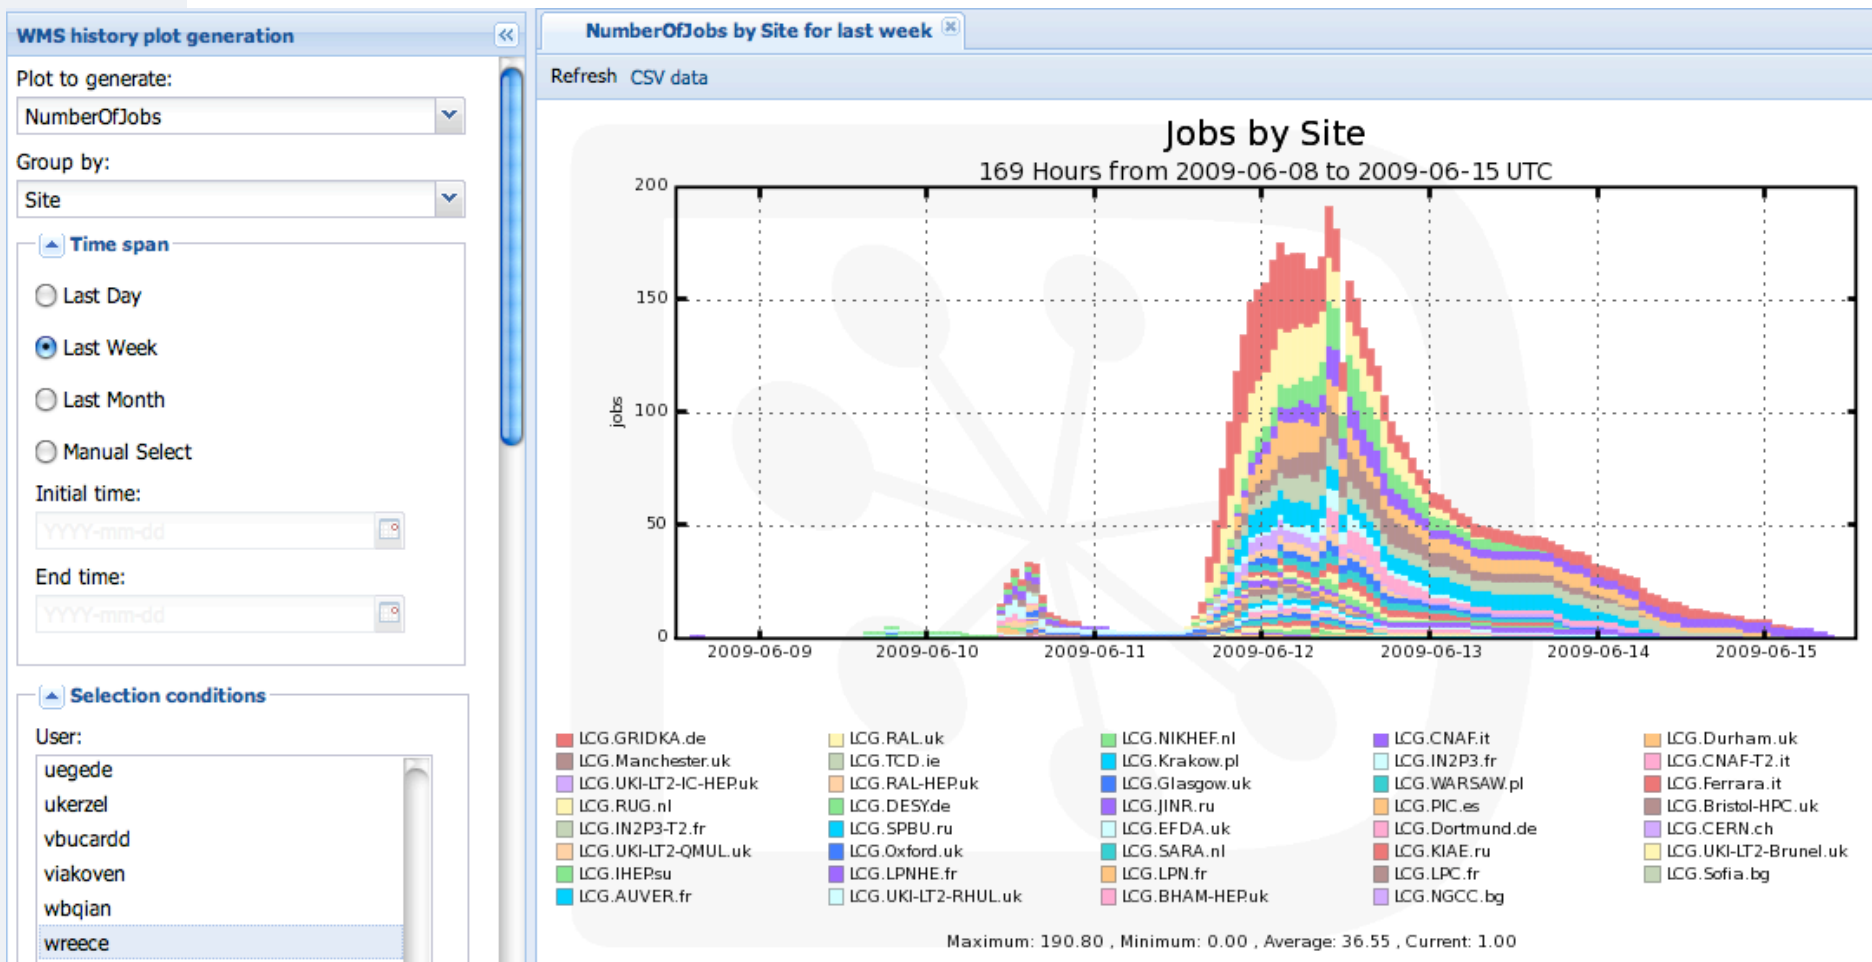 WMS history plot generation
Plot to generate:
NumberOfJobs
Group by:
Site
Time span
Last Day
Last Week
Last Month
Manual Select
Initial time:
YYYY-mm-dd
End time:
YYYY-mm-dd
Selection conditions
User:
uegede
ukerzel
vbucardd
viakoven
wbqian
wreece
NumberOfJobs by Site for last week
Refresh CSV data
Jobs by Site
169 Hours from 2009-06-08 to 2009-06-15 UTC
200
150
100
50
0
jobs
2009-06-09 2009-06-10 2009-06-11 2009-06-12 2009-06-13 2009-06-14 2009-06-15
LCG.GRIDKA.de LCG.RAL.uk LCG.NIKHEF.nl LCG.CNAF.it LCG.Durham.uk
LCG.Manchester.uk LCG.TCD.ie LCG.Krakow.pl LCG.IN2P3.fr LCG.CNAF-T2.it
LCG.UKI-LT2-IC-HEP.uk LCG.RAL-HEP.uk LCG.Glasgow.uk LCG.WARSAW.pl LCG.Ferrara.it
LCG.RUG.nl LCG.DESY.de LCG.JINR.ru LCG.PIC.es LCG.Bristol-HPC.uk
LCG.IN2P3-T2.fr LCG.SPBU.ru LCG.EFDA.uk LCG.Dortmund.de LCG.CERN.ch
LCG.UKI-LT2-QMUL.uk LCG.Oxford.uk LCG.SARA.nl LCG.KIAE.ru LCG.UKI-LT2-Brunel.uk
LCG.IHEP.su LCG.LPNHE.fr LCG.LPN.fr LCG.LPC.fr LCG.Sofia.bg
LCG.AUVER.fr LCG.UKI-LT2-RHUL.uk LCG.BHAM-HEP.uk LCG.NGCC.bg
Maximum: 190.80 , Minimum: 0.00 , Average: 36.55 , Current: 1.00